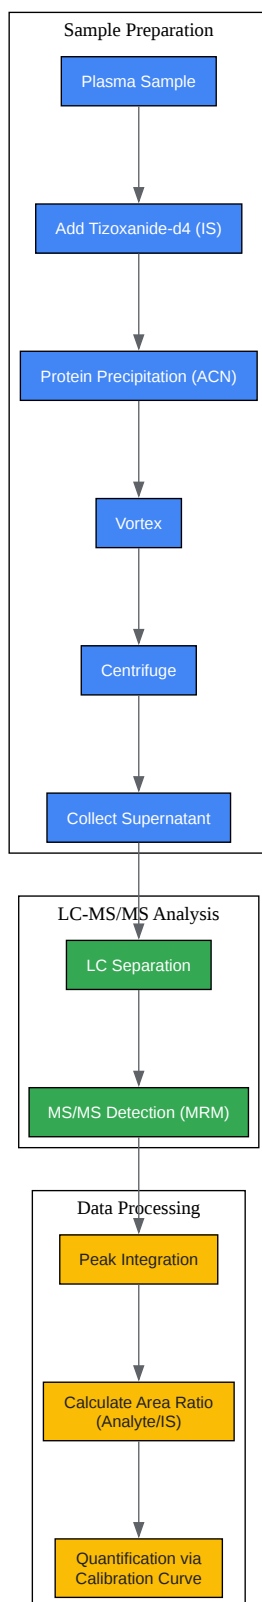 Sample Preparation
Plasma Sample
Add Tizoxanide-d4 (IS)
Protein Precipitation (ACN)
Vortex
Centrifuge
Collect Supernatant
LC-MS/MS Analysis
LC Separation
MS/MS Detection (MRM)
Data Processing
Peak Integration
Calculate Area Ratio
(Analyte/IS)
Quantification via
Calibration Curve